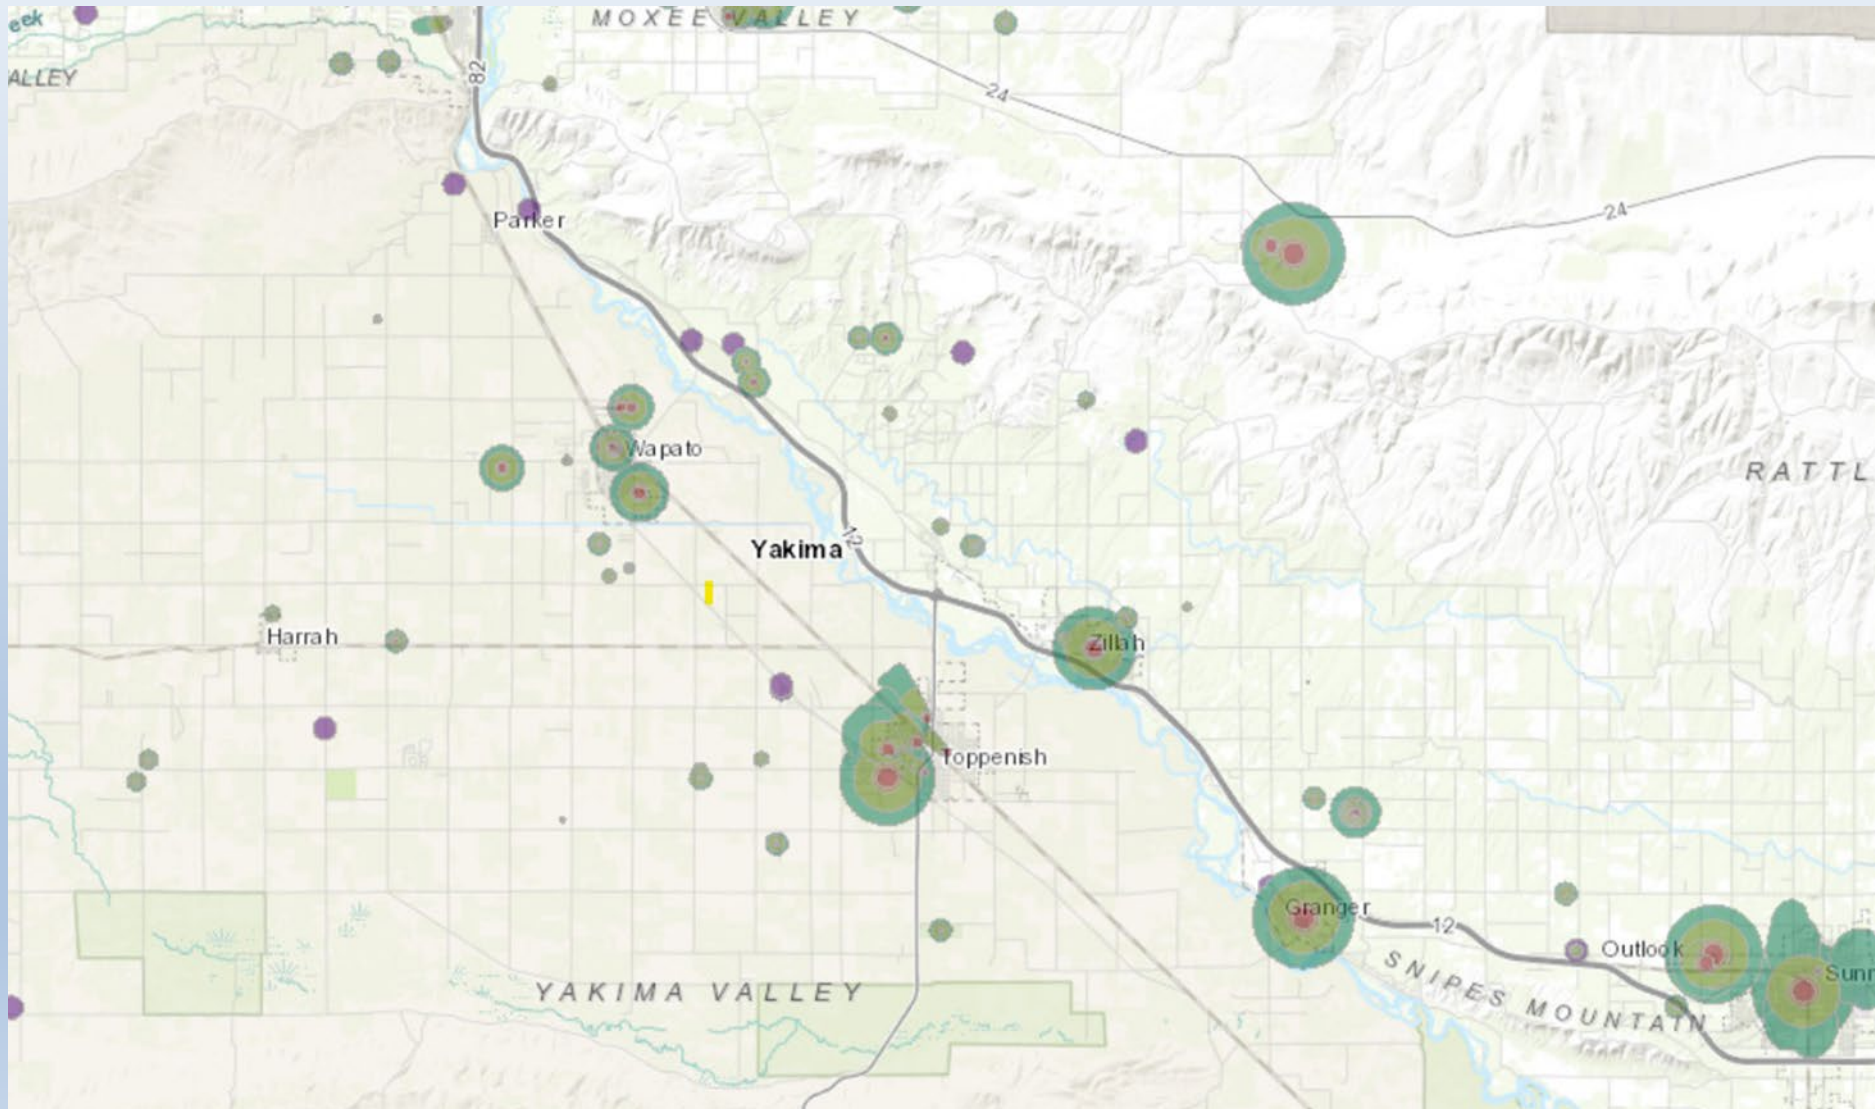 MOXEE VALLEY
eek
ALLEY
82
24
24
Parker
Wapato
RATTL
Yakima
12
Harrah
Zillah
Toppenish
Granger
12
Outlook
Sunn
SNIPES MOUNTAIN
YAKIMA VALLEY